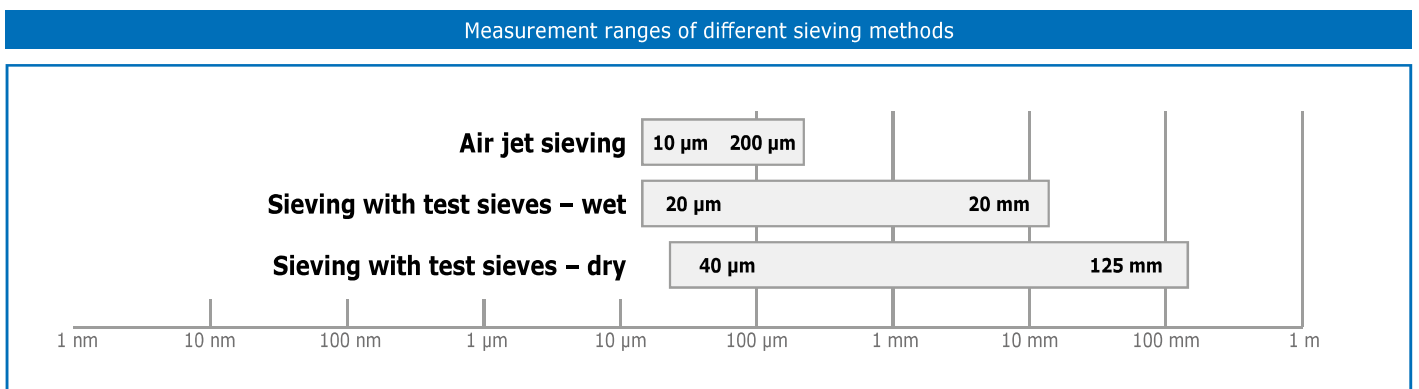 Measurement ranges of different sieving methods
Air jet sieving 10 µm 200 µm
Sieving with test sieves – wet 20 µm 20 mm
Sieving with test sieves – dry 40 µm 125 mm
1 nm 10 nm 100 nm 1 µm 10 µm 100 µm 1 mm 10 mm 100 mm 1 m